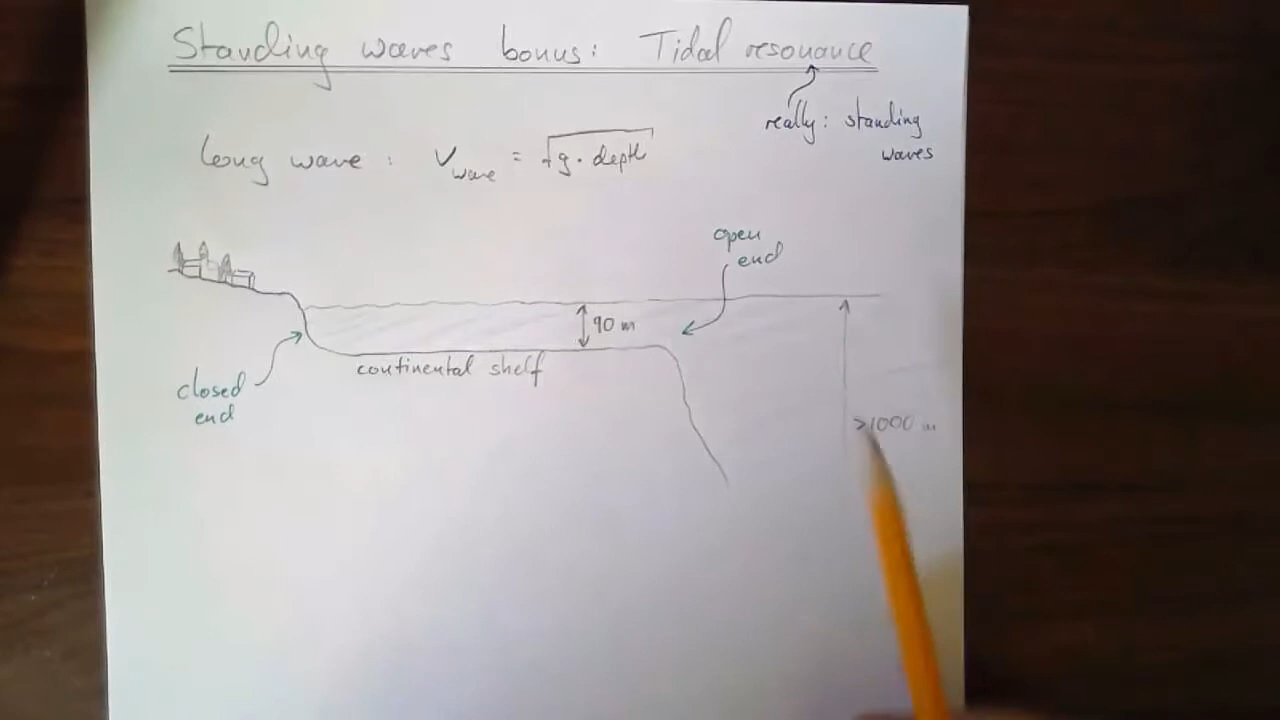 Standing waves bonus: Tidal resonance
really: standing
waves
long wave: v wave = √g · depth
open
end
90 m
continental shelf
closed
end
>1000 m